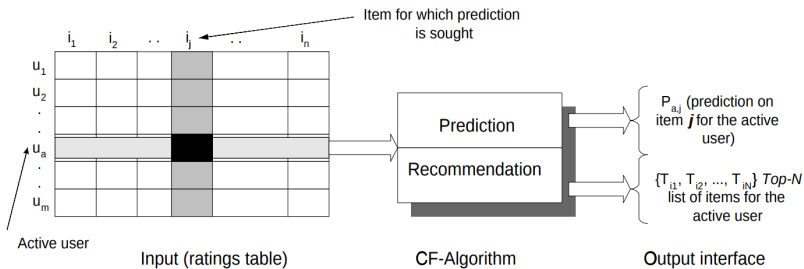 Item for which prediction
is sought
i1 i2 . . ij . . in
u1
u2
.
.
ua
.
.
um
Active user
Prediction
Recommendation
Pa,j (prediction on
item j for the active
user)
{Ti1, Ti2, ..., TiN} Top-N
list of items for the
active user
Input (ratings table) CF-Algorithm Output interface